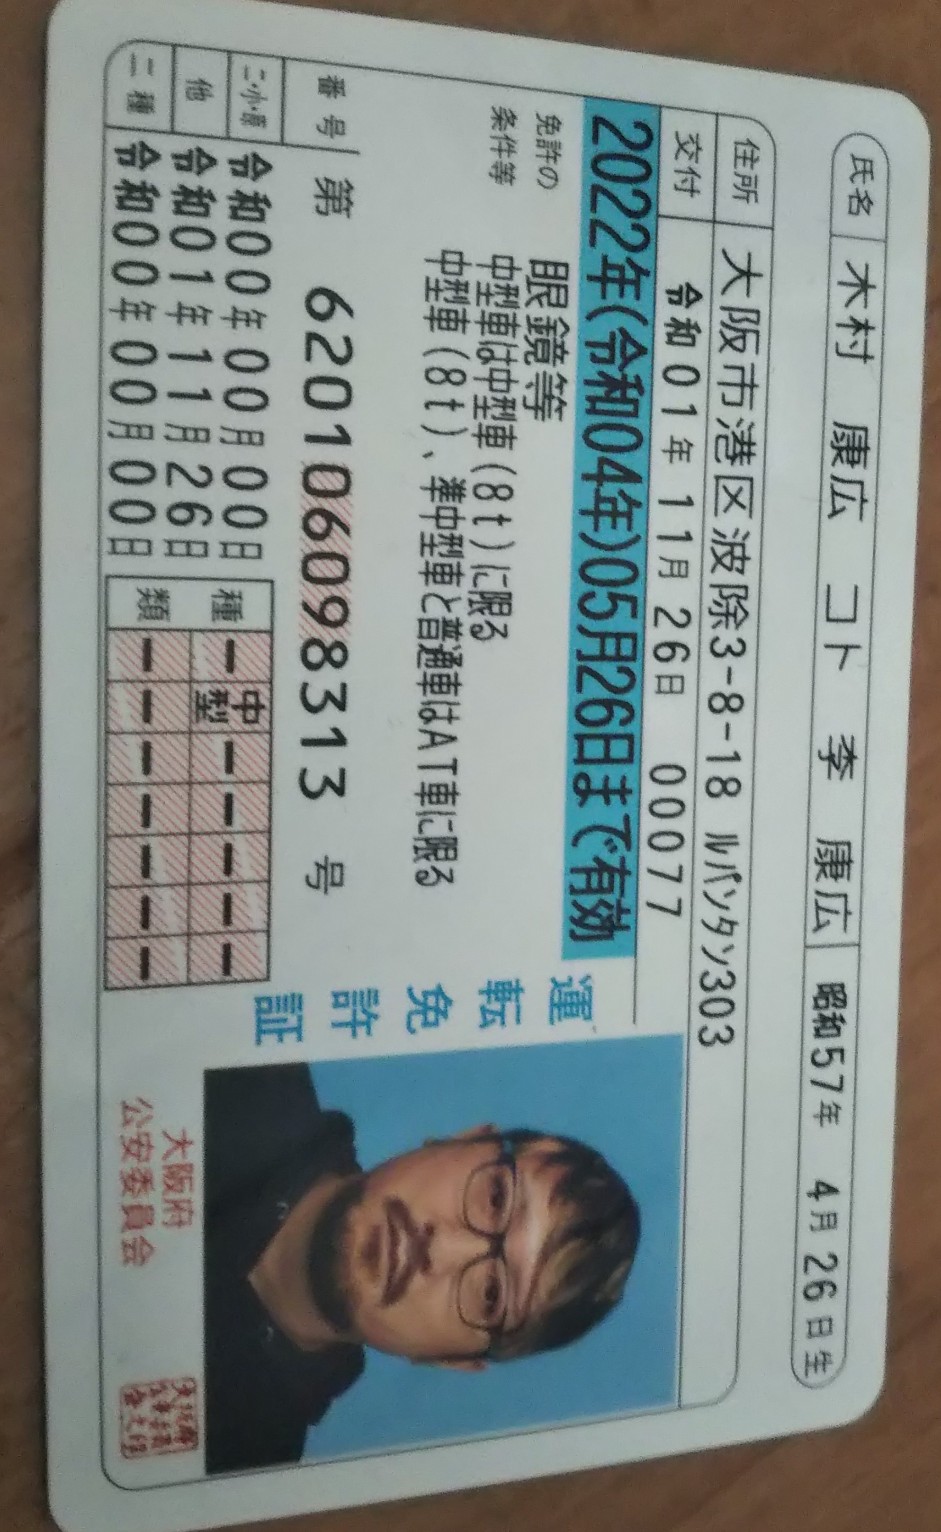 氏名 木村 康広 コト 李 康広 昭和57年 4月26日生
住所 大阪市港区波除3-8-18 ルパンタン303
交付 令和01年11月26日 00077
2022年(令和04年)05月26日まで有効
免許の条件等
眼鏡等
中型車は中型車(8t)に限る
中型車(8t)、準中型車と普通車はAT車に限る
番号 第 620106098313 号
二・小・原 令和00年00月00日
他 令和01年11月26日
二種 令和00年00月00日
種類
中型
運転免許証
大阪府
公安委員会